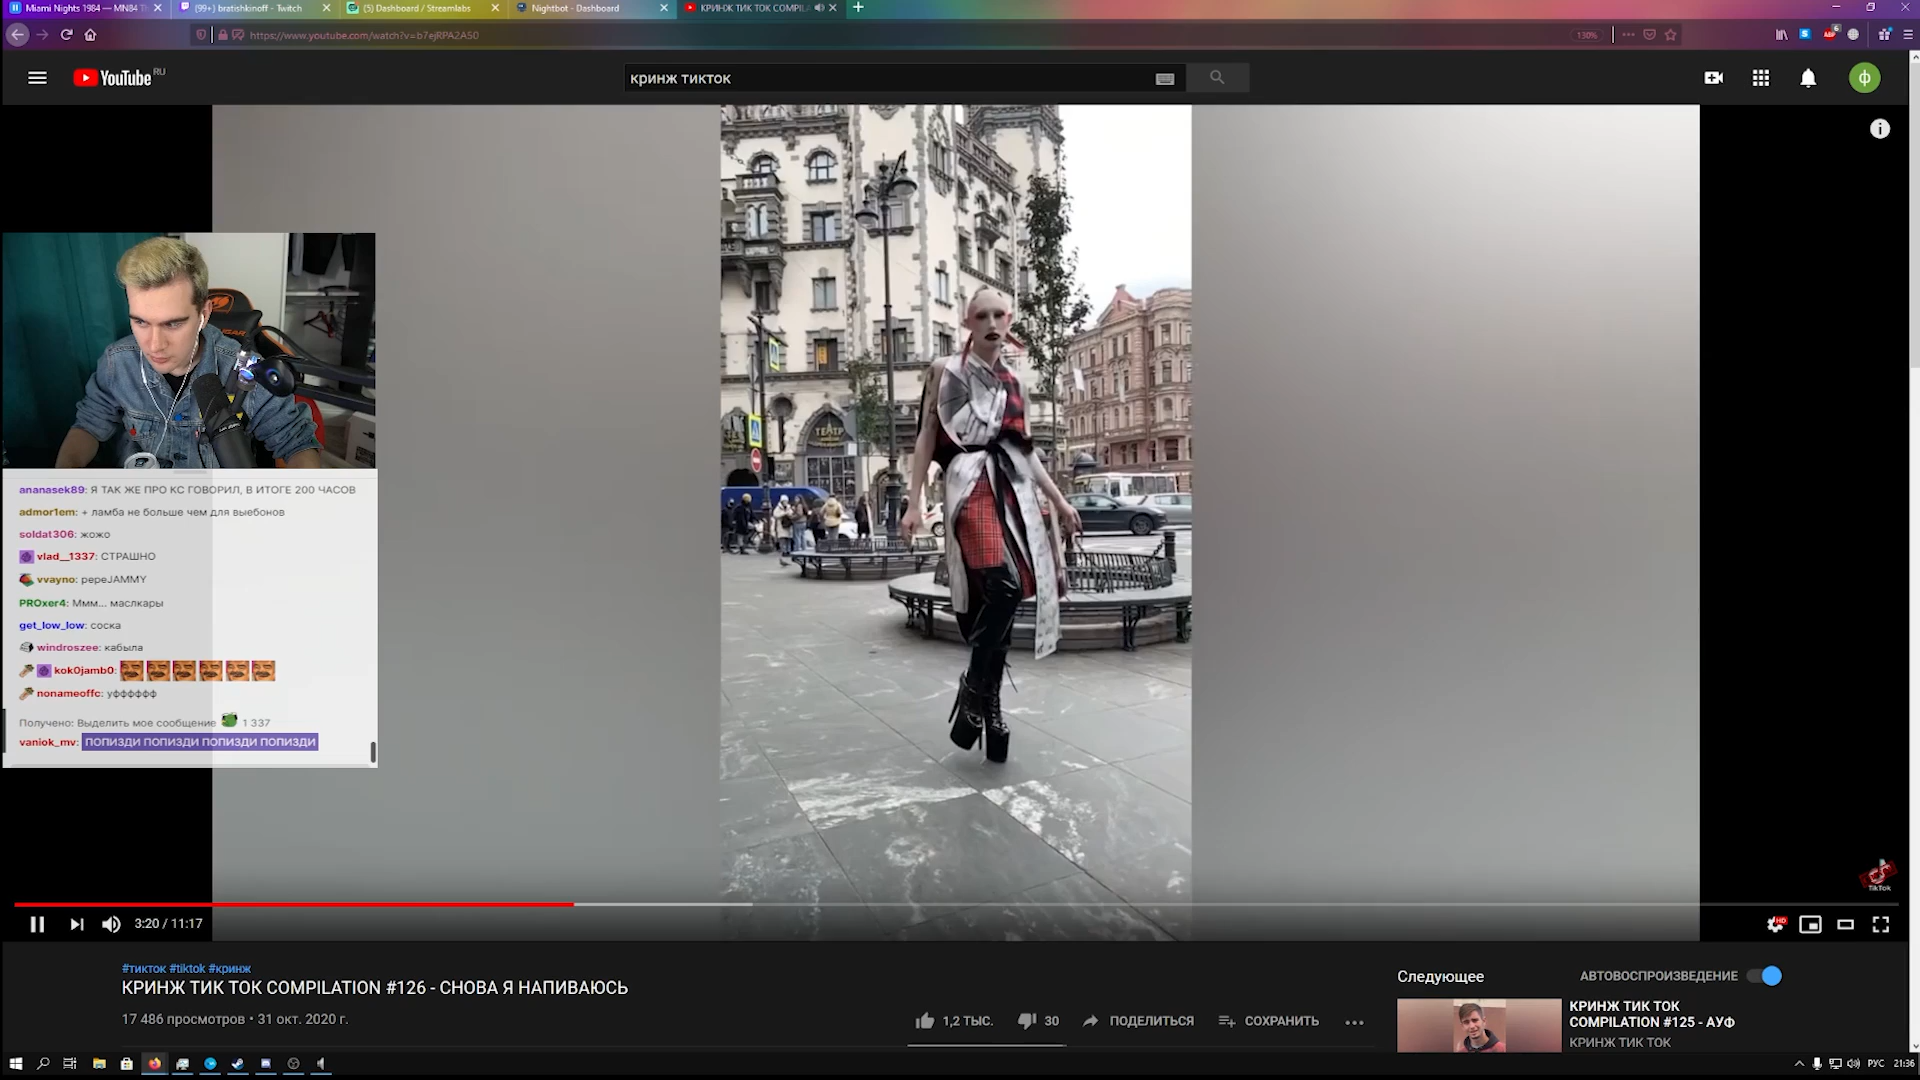 Miami Nights 1984 — MN84 T
(99+) bratishkinoff - Twitch
(5) Dashboard / Streamlabs
Nightbot - Dashboard
КРИНЖ ТИК ТОК COMPILA
https://www.youtube.com/watch?v=b7ejRPA2A50
130%
YouTube RU
кринж тикток
ф
ТЕАТР
ananasek89: Я ТАК ЖЕ ПРО КС ГОВОРИЛ, В ИТОГЕ 200 ЧАСОВ
admor1em: + ламба не больше чем для выебонов
soldat306: жожо
vlad__1337: СТРАШНО
vvayno: pepeJAMMY
PROxer4: Ммм... маслкары
get_low_low: соска
windroszee: кабыла
kok0jamb0:
nonameoffc: уффффф
Получено: Выделить мое сообщение 1 337
vaniok_mv: ПОПИЗДИ ПОПИЗДИ ПОПИЗДИ ПОПИЗДИ
TikTok
3:20 / 11:17
HD
#тикток #tiktok #кринж
КРИНЖ ТИК ТОК COMPILATION #126 - СНОВА Я НАПИВАЮСЬ
17 486 просмотров • 31 окт. 2020 г.
1,2 ТЫС.
30
ПОДЕЛИТЬСЯ
СОХРАНИТЬ
Следующее
АВТОВОСПРОИЗВЕДЕНИЕ
КРИНЖ ТИК ТОК
COMPILATION #125 - АУФ
КРИНЖ ТИК ТОК
РУС
21:36